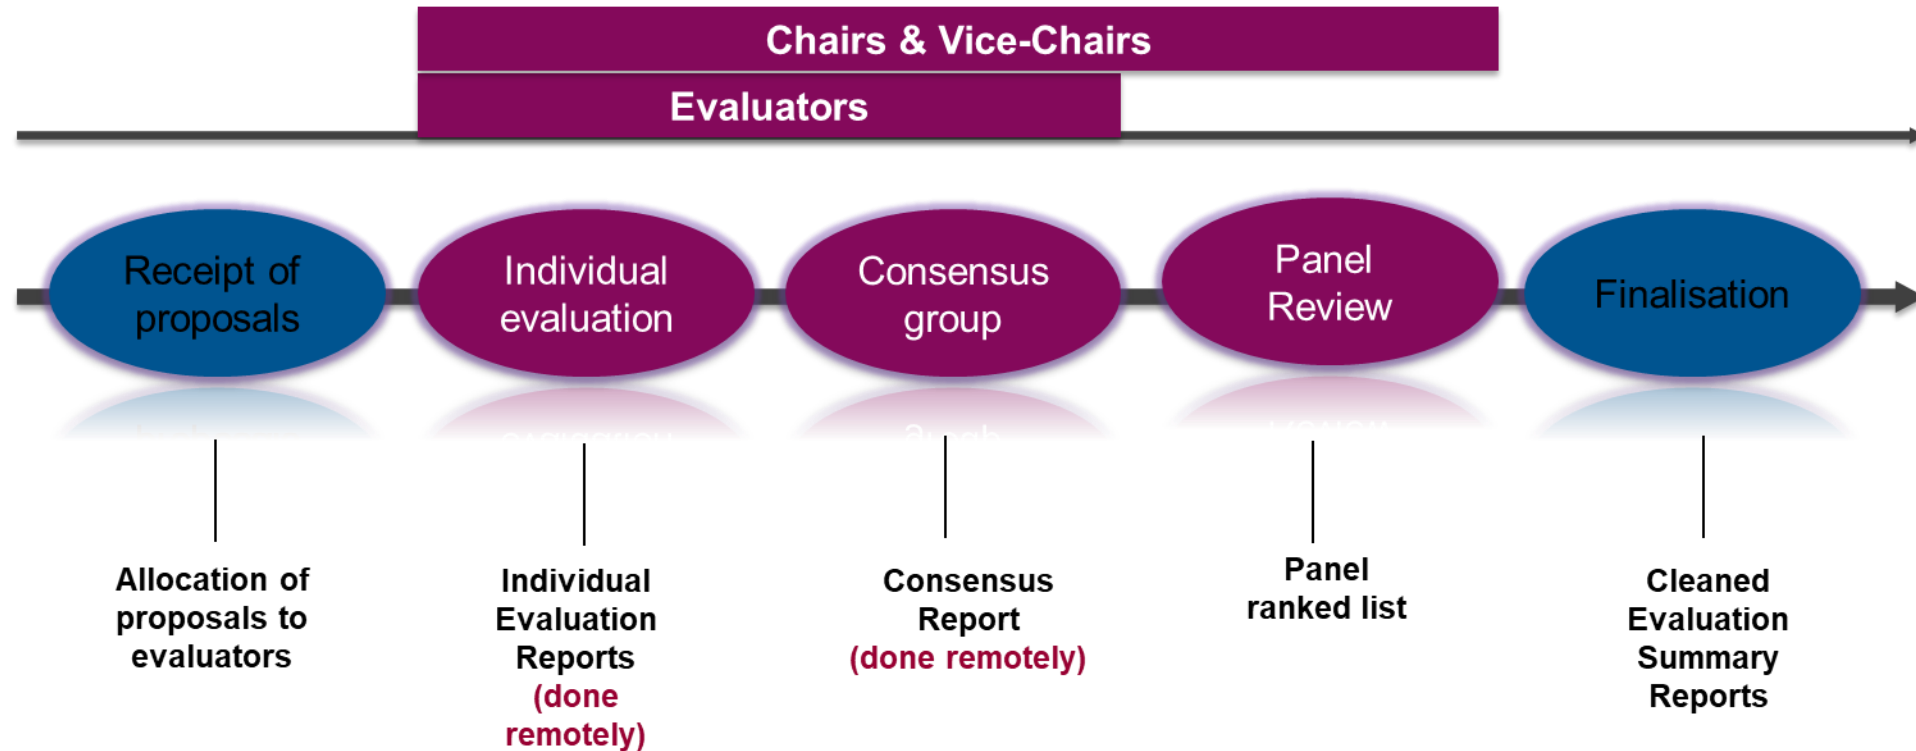 Chairs & Vice-Chairs
Evaluators
Receipt of
proposals
Individual
evaluation
Consensus
group
Panel
Review
Finalisation
Allocation of
proposals to
evaluators
Individual
Evaluation
Reports
(done
remotely)
Consensus
Report
(done remotely)
Panel
ranked list
Cleaned
Evaluation
Summary
Reports